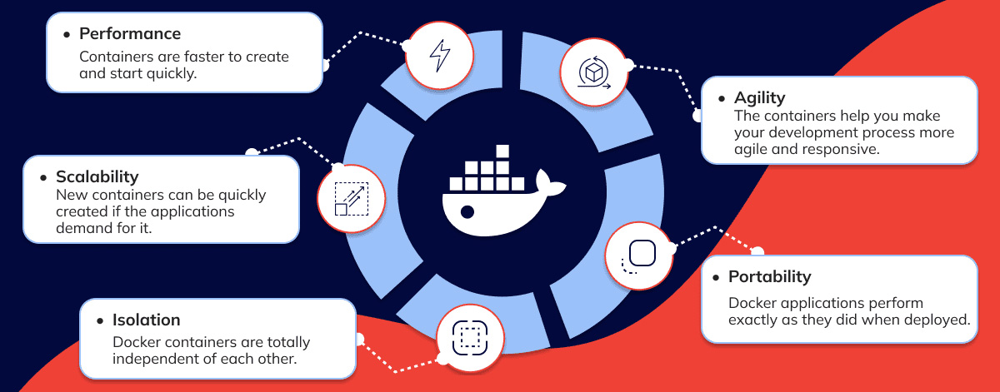 • Performance
Containers are faster to create
and start quickly.
• Agility
The containers help you make
your development process more
agile and responsive.
• Scalability
New containers can be quickly
created if the applications
demand for it.
• Portability
Docker applications perform
exactly as they did when deployed.
• Isolation
Docker containers are totally
independent of each other.